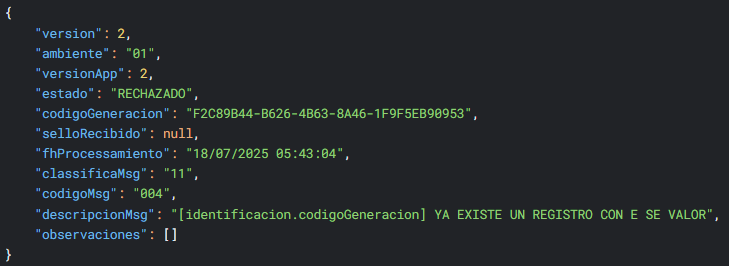 {
    "version": 2,
    "ambiente": "01",
    "versionApp": 2,
    "estado": "RECHAZADO",
    "codigoGeneracion": "F2C89B44-B626-4B63-8A46-1F9F5EB90953",
    "selloRecibido": null,
    "fhProcesamiento": "18/07/2025 05:43:04",
    "classificaMsg": "11",
    "codigoMsg": "004",
    "descripcionMsg": "[identificacion.codigoGeneracion] YA EXISTE UN REGISTRO CON E SE VALOR",
    "observaciones": []
}